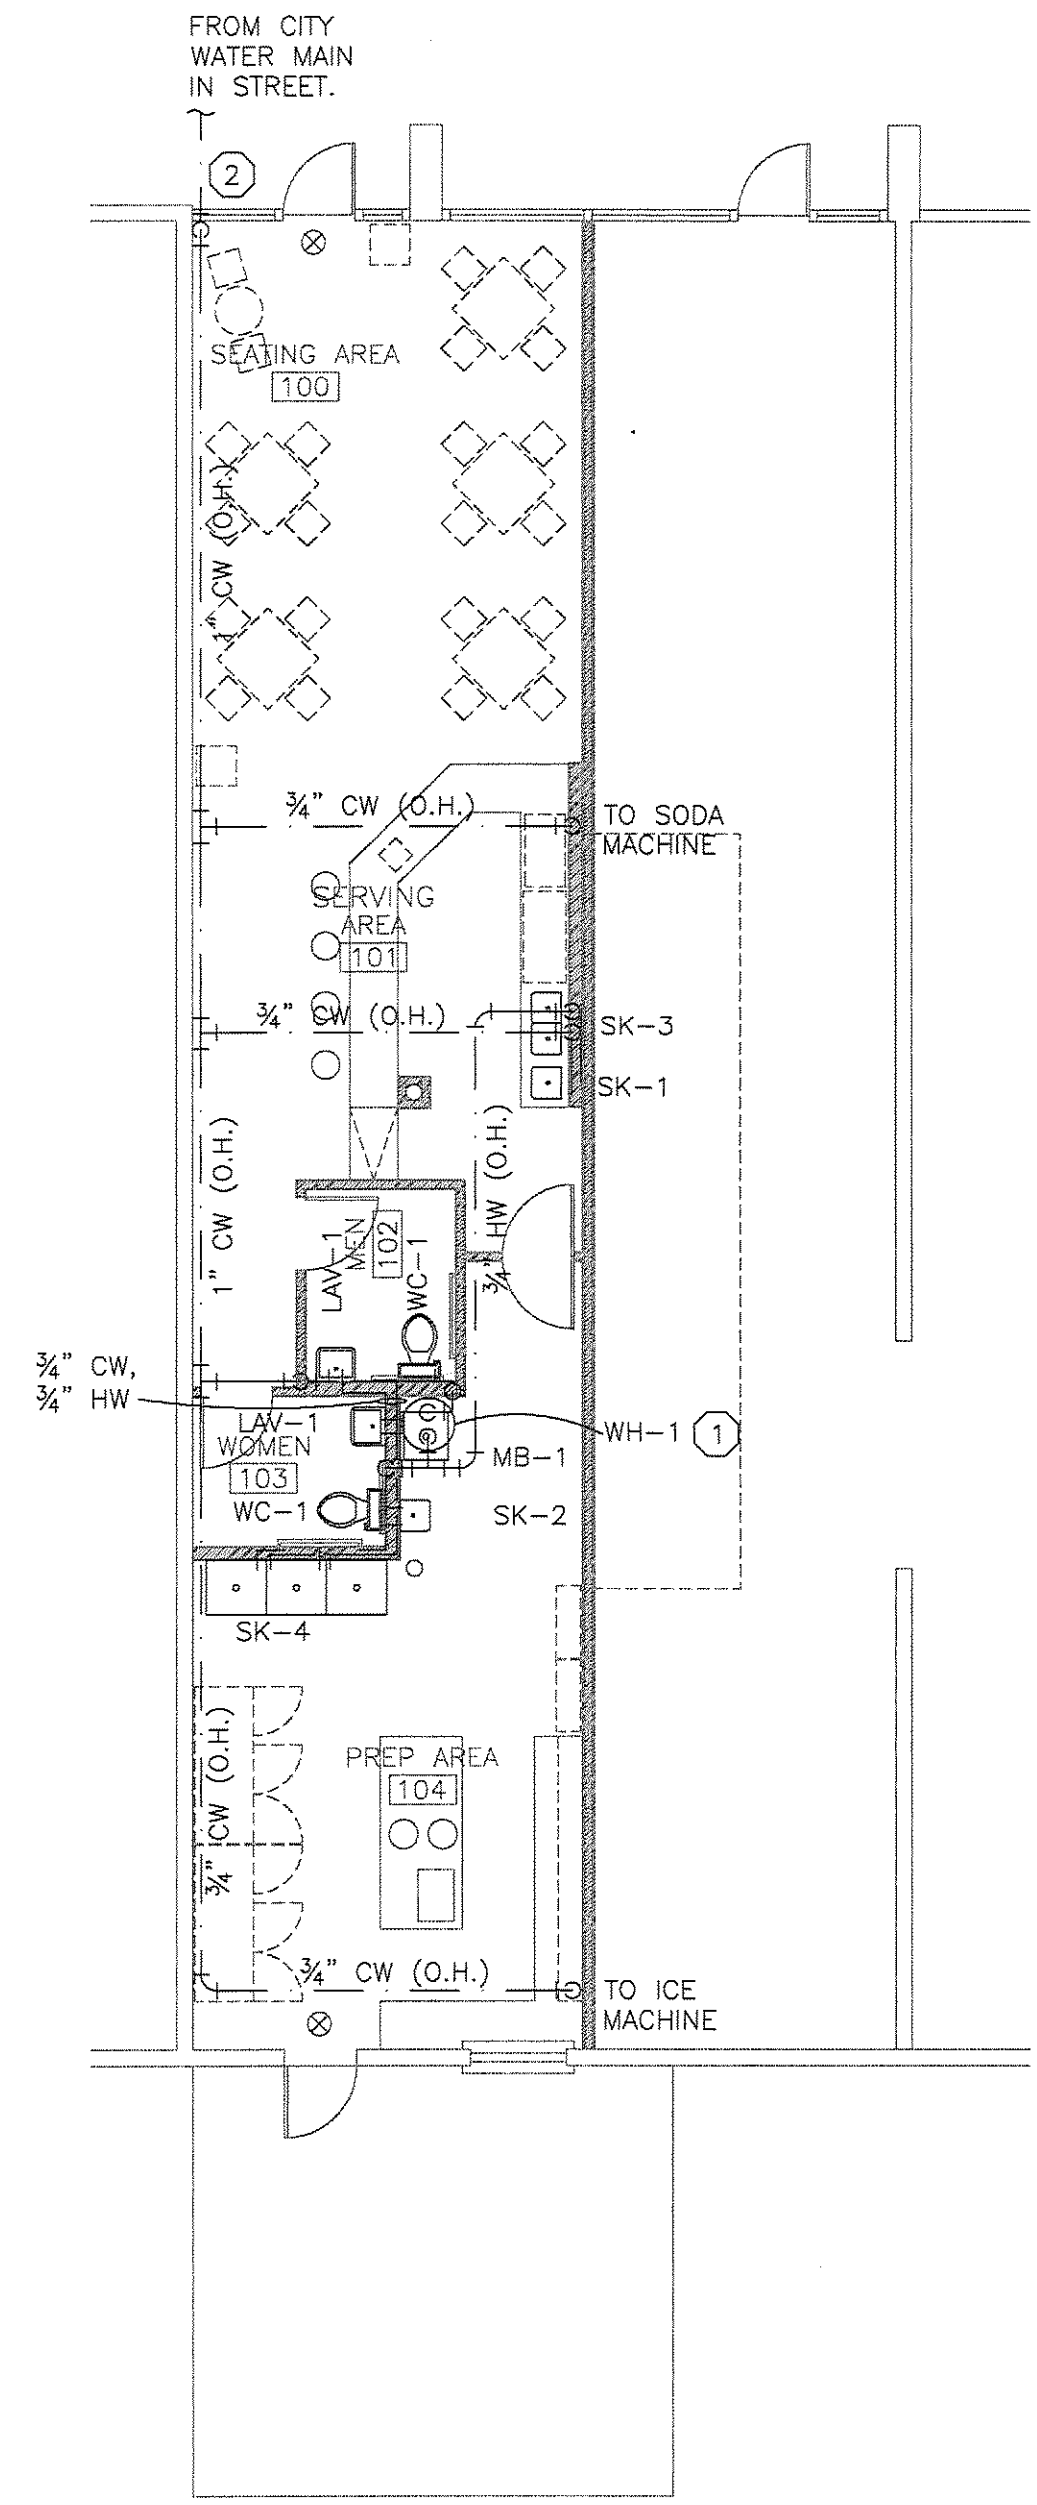 FROM CITY
WATER MAIN
IN STREET.
2
SEATING AREA
100
1" CW (O.H.)
¾" CW (O.H.)
TO SODA
MACHINE
SERVING
AREA
101
¾" CW (O.H.)
SK-3
SK-1
1" CW (O.H.)
¾" HW (O.H.)
LAV-1
MEN
102
WC-1
¾" CW,
¾" HW
LAV-1
WOMEN
103
WC-1
WH-1
1
MB-1
SK-2
SK-4
¾" CW (O.H.)
PREP AREA
104
¾" CW (O.H.)
TO ICE
MACHINE